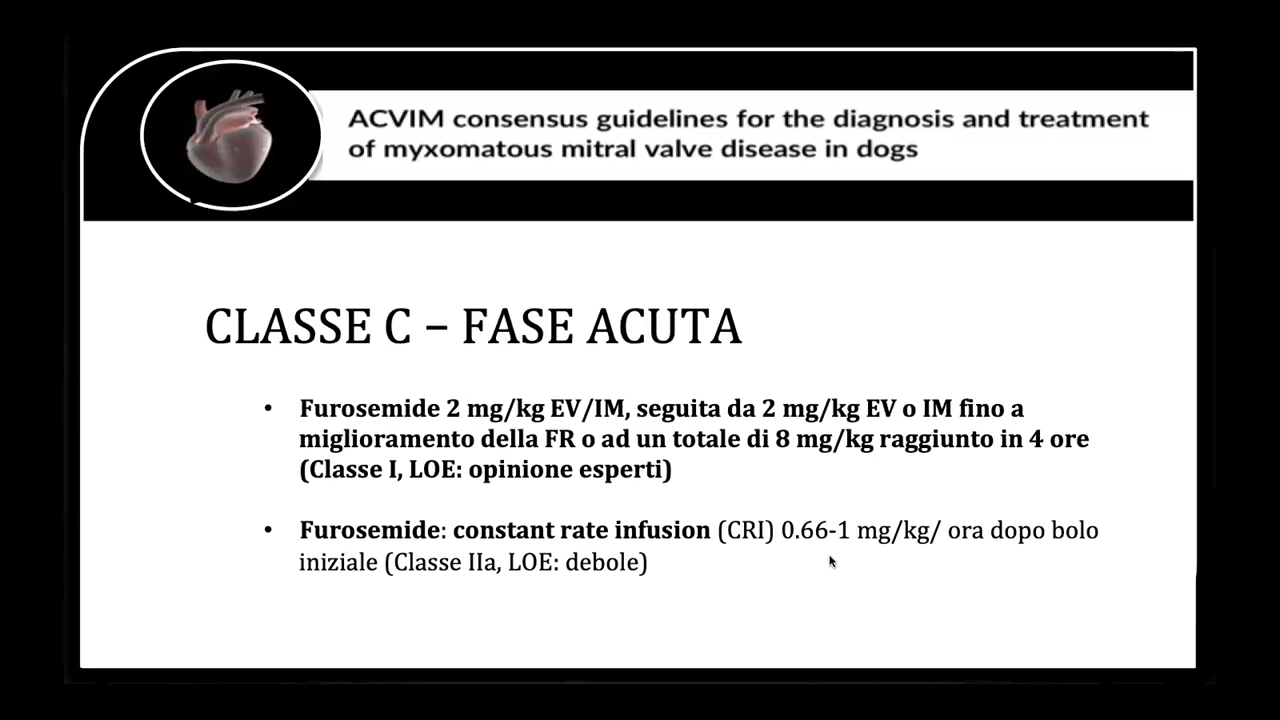 ACVIM consensus guidelines for the diagnosis and treatment
of myxomatous mitral valve disease in dogs
CLASSE C – FASE ACUTA
• Furosemide 2 mg/kg EV/IM, seguita da 2 mg/kg EV o IM fino a
miglioramento della FR o ad un totale di 8 mg/kg raggiunto in 4 ore
(Classe I, LOE: opinione esperti)
• Furosemide: constant rate infusion (CRI) 0.66-1 mg/kg/ ora dopo bolo
iniziale (Classe IIa, LOE: debole)